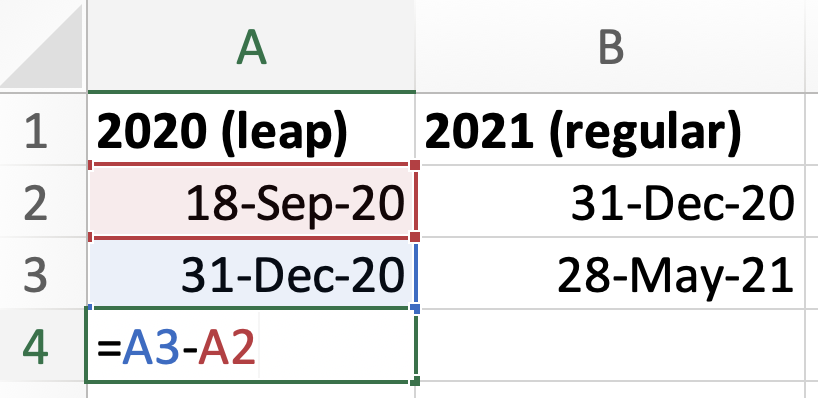 A B
1 2020 (leap) 2021 (regular)
2 18-Sep-20 31-Dec-20
3 31-Dec-20 28-May-21
4 =A3-A2